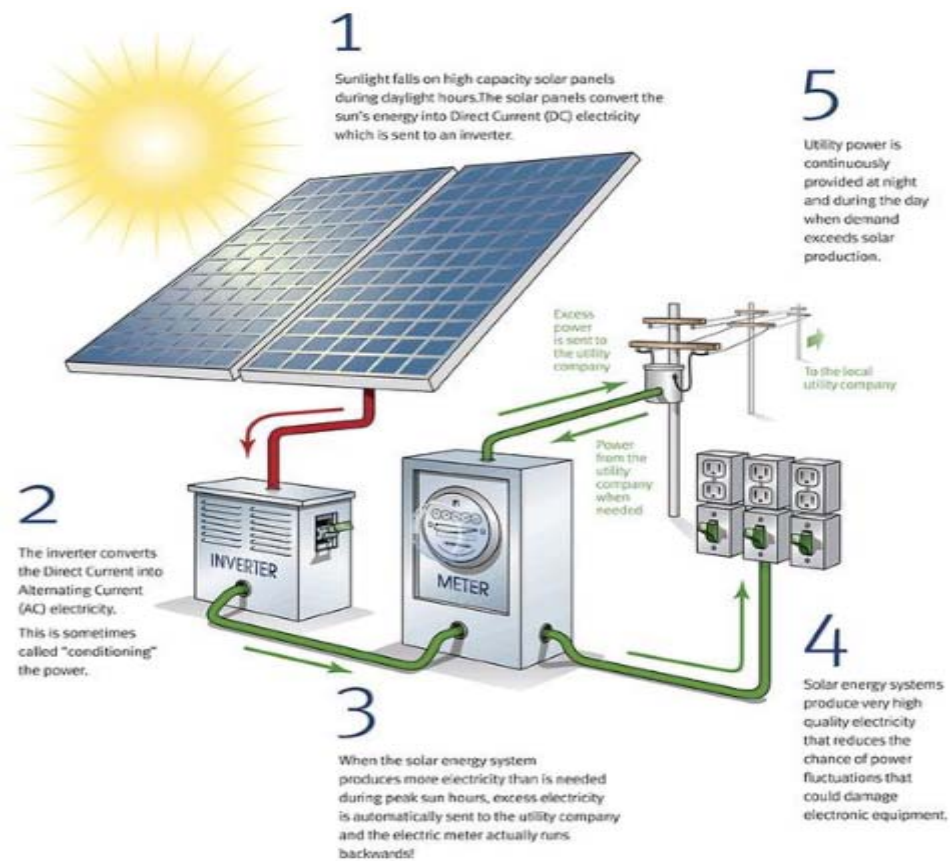 1
Sunlight falls on high capacity solar panels
during daylight hours.The solar panels convert the
sun's energy into Direct Current (DC) electricity
which is sent to an inverter.
5
Utility power is
continuously
provided at night
and during the day
when demand
exceeds solar
production.
Excess
power
is sent to
the utility
company
To the local
utility company
Power
from the
utility
company
when
needed
2
The inverter converts
the Direct Current into
Alternating Current
(AC) electricity.
This is sometimes
called "conditioning"
the power.
INVERTER
METER
3
When the solar energy system
produces more electricity than is needed
during peak sun hours, excess electricity
is automatically sent to the utility company
and the electric meter actually runs
backwards!
4
Solar energy systems
produce very high
quality electricity
that reduces the
chance of power
fluctuations that
could damage
electronic equipment.